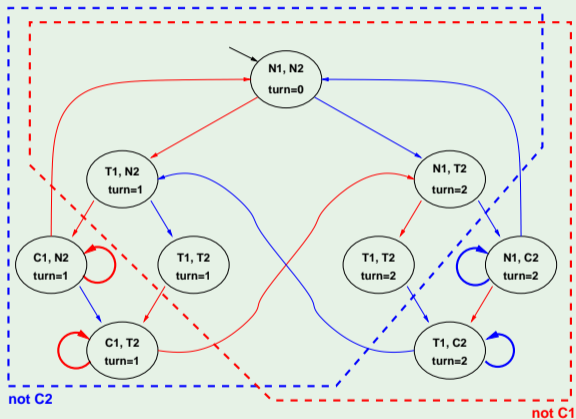 N1, N2
turn=0
T1, N2
turn=1
N1, T2
turn=2
C1, N2
turn=1
T1, T2
turn=1
T1, T2
turn=2
N1, C2
turn=2
C1, T2
turn=1
T1, C2
turn=2
not C2
not C1